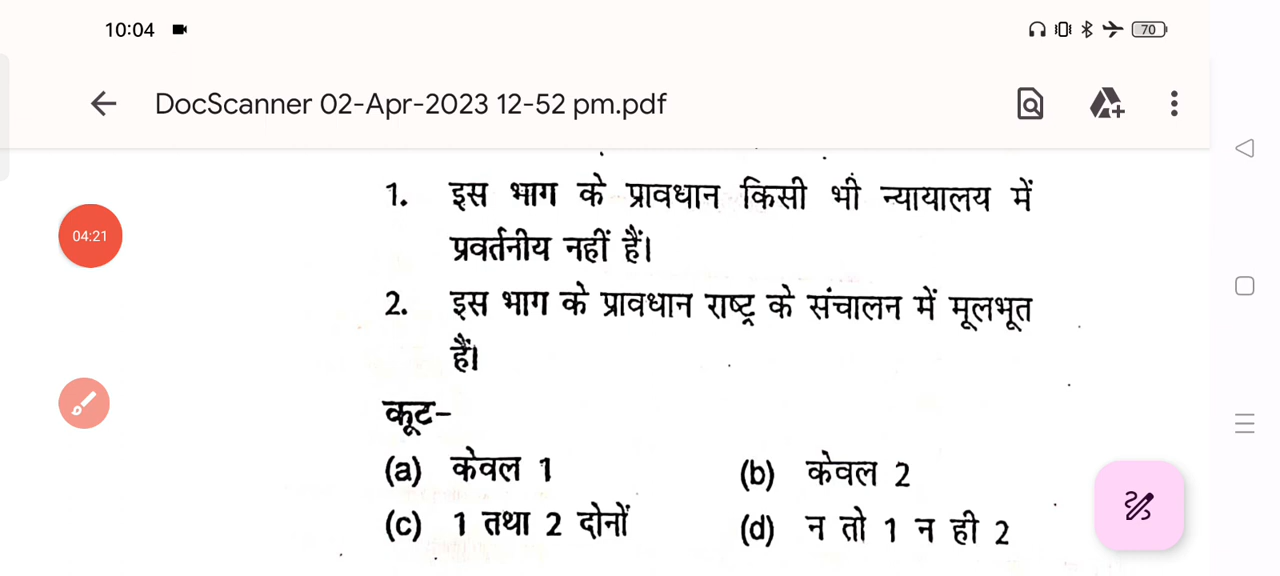 10:04
70
DocScanner 02-Apr-2023 12-52 pm.pdf
04:21
1. इस भाग के प्रावधान किसी भी न्यायालय में
प्रवर्तनीय नहीं हैं।
2. इस भाग के प्रावधान राष्ट्र के संचालन में मूलभूत
हैं।
कूट-
(a) केवल 1 (b) केवल 2
(c) 1 तथा 2 दोनों (d) न तो 1 न ही 2